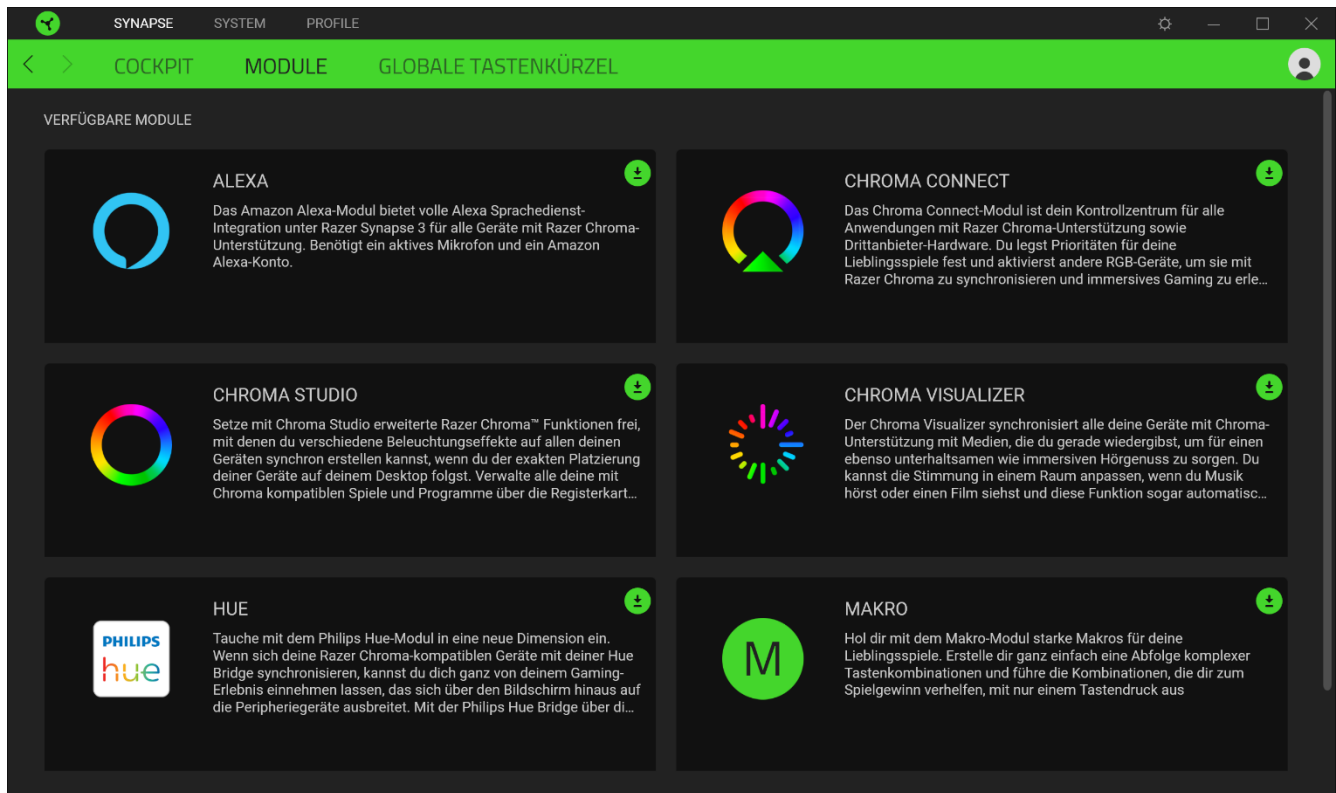 SYNAPSE SYSTEM PROFILE
COCKPIT MODULE GLOBALE TASTENKÜRZEL
VERFÜGBARE MODULE
ALEXA
Das Amazon Alexa-Modul bietet volle Alexa Sprachedienst-
Integration unter Razer Synapse 3 für alle Geräte mit Razer Chroma-
Unterstützung. Benötigt ein aktives Mikrofon und ein Amazon
Alexa-Konto.
CHROMA CONNECT
Das Chroma Connect-Modul ist dein Kontrollzentrum für alle
Anwendungen mit Razer Chroma-Unterstützung sowie
Drittanbieter-Hardware. Du legst Prioritäten für deine
Lieblingsspiele fest und aktivierst andere RGB-Geräte, um sie mit
Razer Chroma zu synchronisieren und immersives Gaming zu erle...
CHROMA STUDIO
Setze mit Chroma Studio erweiterte Razer Chroma™ Funktionen frei,
mit denen du verschiedene Beleuchtungseffekte auf allen deinen
Geräten synchron erstellen kannst, wenn du der exakten Platzierung
deiner Geräte auf deinem Desktop folgst. Verwalte alle deine mit
Chroma kompatiblen Spiele und Programme über die Registerkart...
CHROMA VISUALIZER
Der Chroma Visualizer synchronisiert alle deine Geräte mit Chroma-
Unterstützung mit Medien, die du gerade wiedergibst, um für einen
ebenso unterhaltsamen wie immersiven Hörgenuss zu sorgen. Du
kannst die Stimmung in einem Raum anpassen, wenn du Musik
hörst oder einen Film siehst und diese Funktion sogar automatisc...
PHILIPS
hue
HUE
Tauche mit dem Philips Hue-Modul in eine neue Dimension ein.
Wenn sich deine Razer Chroma-kompatiblen Geräte mit deiner Hue
Bridge synchronisieren, kannst du dich ganz von deinem Gaming-
Erlebnis einnehmen lassen, das sich über den Bildschirm hinaus auf
die Peripheriegeräte ausbreitet. Mit der Philips Hue Bridge über di...
M
MAKRO
Hol dir mit dem Makro-Modul starke Makros für deine
Lieblingsspiele. Erstelle dir ganz einfach eine Abfolge komplexer
Tastenkombinationen und führe die Kombinationen, die dir zum
Spielgewinn verhelfen, mit nur einem Tastendruck aus